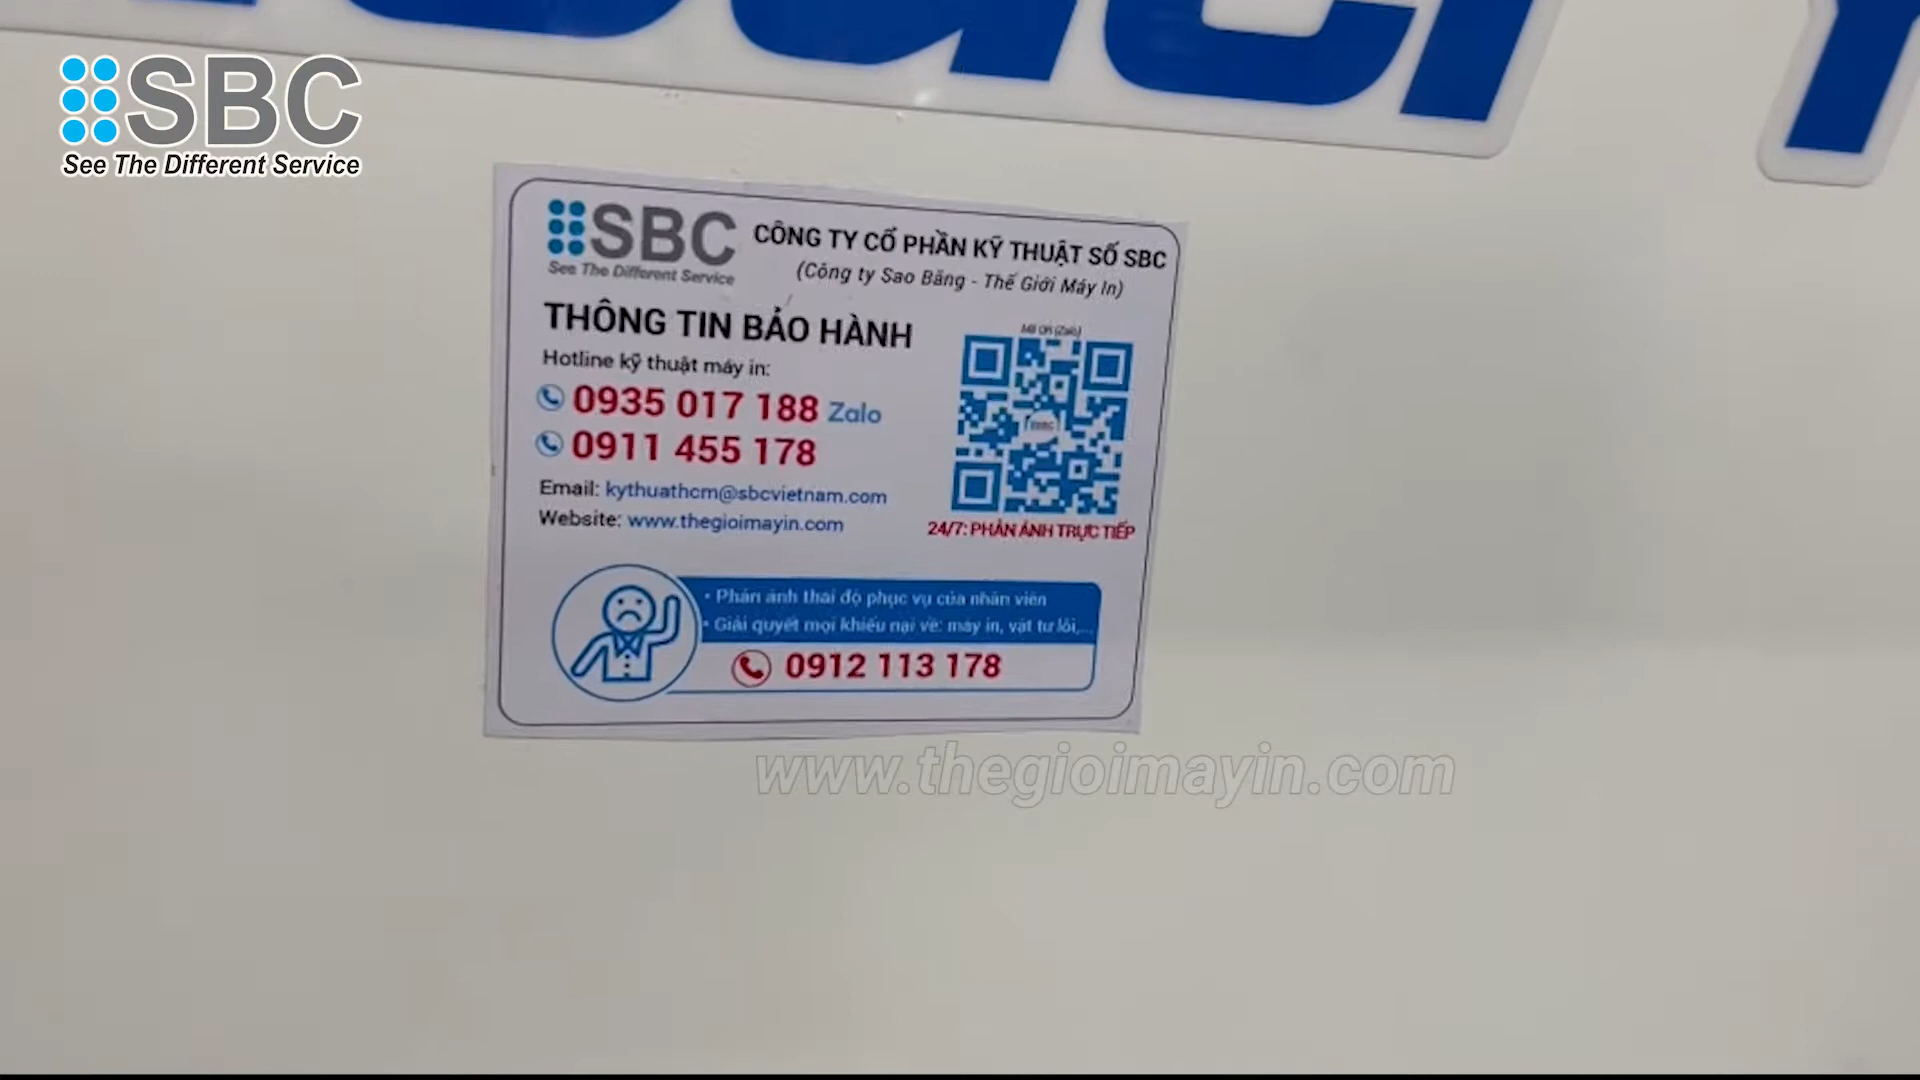 SBC
See The Different Service
SBC
See The Different Service
CÔNG TY CỔ PHẦN KỸ THUẬT SỐ SBC
(Công ty Sao Băng - Thế Giới Máy In)
THÔNG TIN BẢO HÀNH
Hotline kỹ thuật máy in:
0935 017 188 Zalo
0911 455 178
Email: kythuathcm@sbcvietnam.com
Website: www.thegioimayin.com
24/7: PHẢN ÁNH TRỰC TIẾP
• Phản ánh thái độ phục vụ của nhân viên
• Giải quyết mọi khiếu nại về: máy in, vật tư lỗi,...
0912 113 178
www.thegioimayin.com